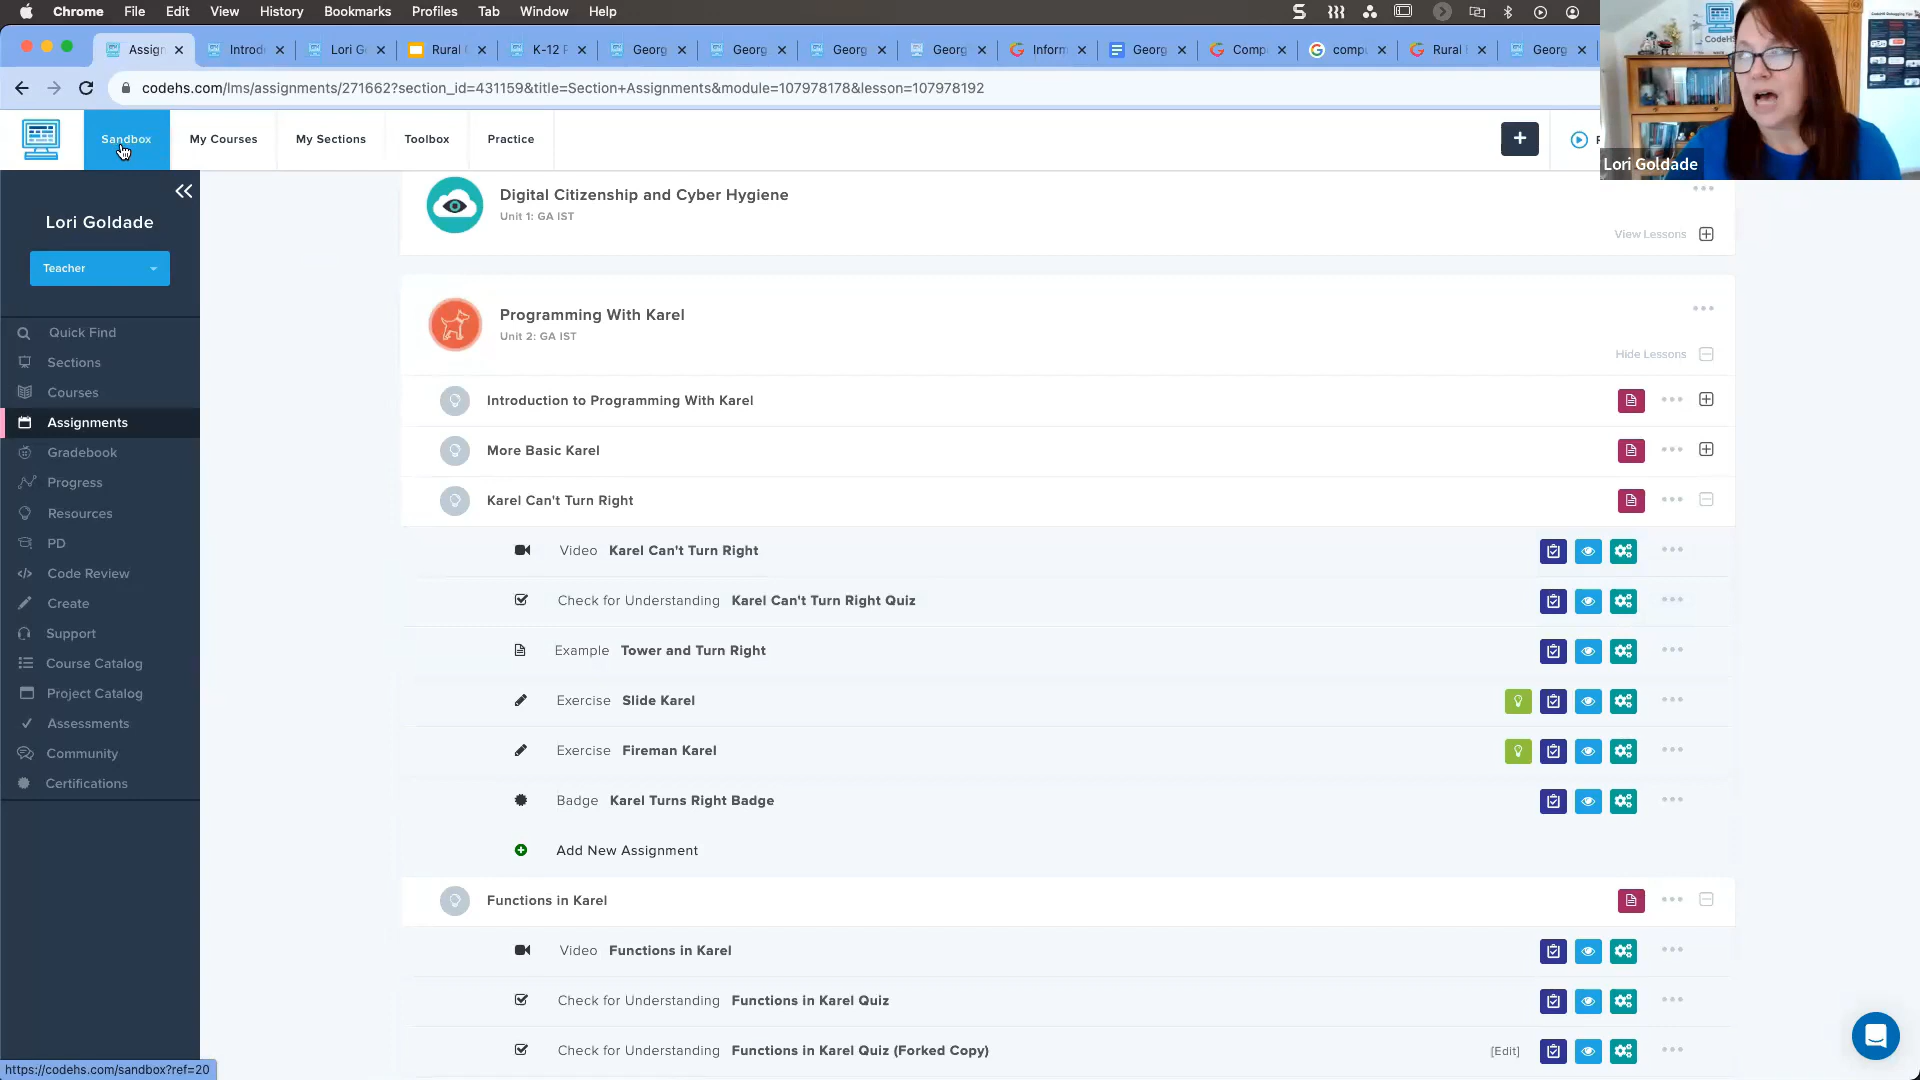 Chrome File Edit View History Bookmarks Profiles Tab Window Help
Assign Introd Lori Go Rural C K-12 P Georg Georg Georg Georg Inform Georg Compu compu Rural Georg
codehs.com/lms/assignments/271662?section_id=431159&title=Section+Assignments&module=107978178&lesson=107978192
Sandbox My Courses My Sections Toolbox Practice
Lori Goldade
Lori Goldade
Teacher
Quick Find
Sections
Courses
Assignments
Gradebook
Progress
Resources
PD
Code Review
Create
Support
Course Catalog
Project Catalog
Assessments
Community
Certifications
Digital Citizenship and Cyber Hygiene
Unit 1: GA IST
View Lessons
Programming With Karel
Unit 2: GA IST
Hide Lessons
Introduction to Programming With Karel
More Basic Karel
Karel Can't Turn Right
Video Karel Can't Turn Right
Check for Understanding Karel Can't Turn Right Quiz
Example Tower and Turn Right
Exercise Slide Karel
Exercise Fireman Karel
Badge Karel Turns Right Badge
Add New Assignment
Functions in Karel
Video Functions in Karel
Check for Understanding Functions in Karel Quiz
Check for Understanding Functions in Karel Quiz (Forked Copy) [Edit]
https://codehs.com/sandbox?ref=20